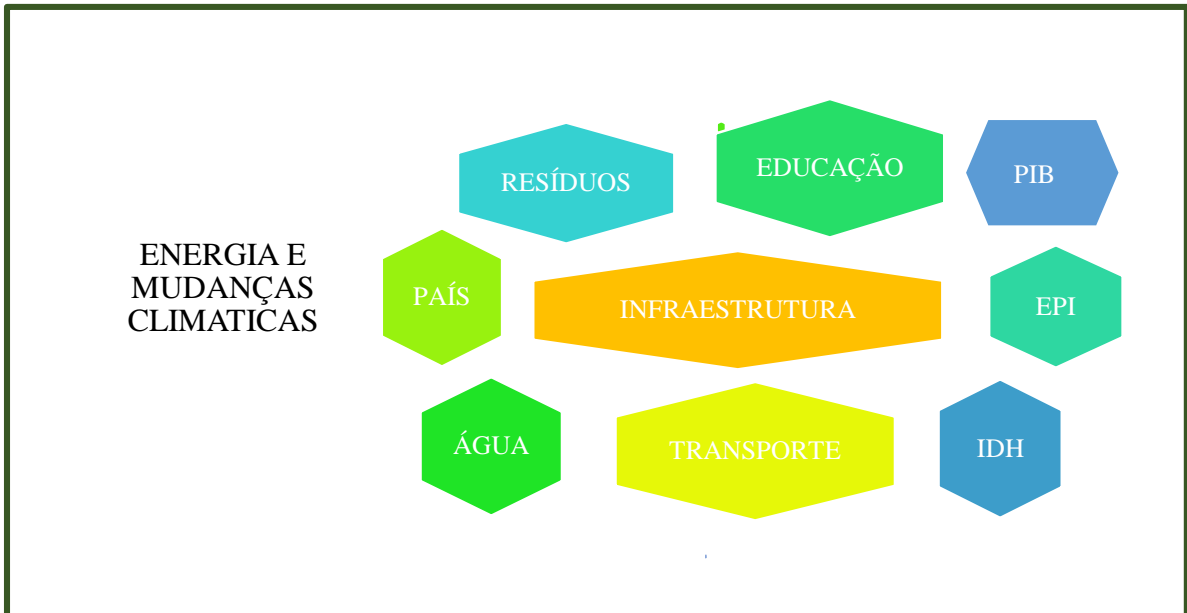 ENERGIA E
MUDANÇAS
CLIMATICAS
RESÍDUOS
EDUCAÇÃO
PIB
PAÍS
INFRAESTRUTURA
EPI
ÁGUA
TRANSPORTE
IDH